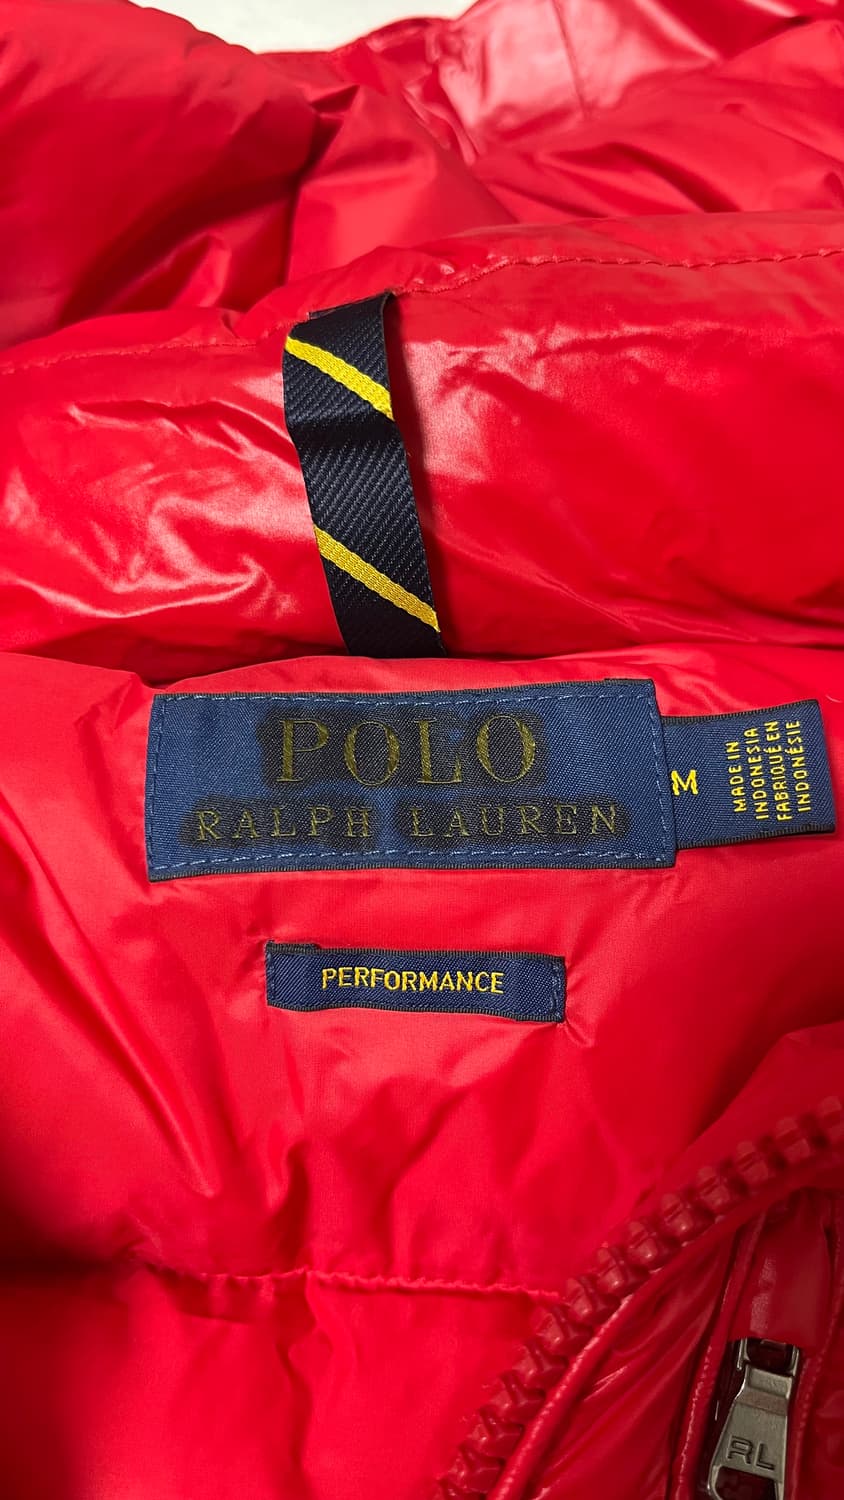 POLO
RALPH LAUREN
M
MADE IN
INDONESIA
FABRIQUÉ EN
INDONÉSIE
PERFORMANCE
RL